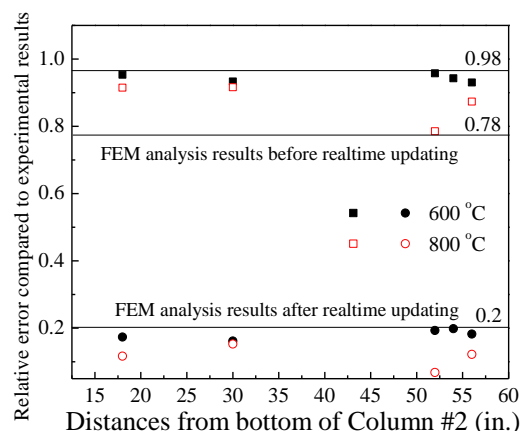 Relative error compared to experimental results
1.0
0.8
0.6
0.4
0.2
0.98
0.78
FEM analysis results before realtime updating
600 °C
800 °C
FEM analysis results after realtime updating
0.2
15 20 25 30 35 40 45 50 55 60
Distances from bottom of Column #2 (in.)